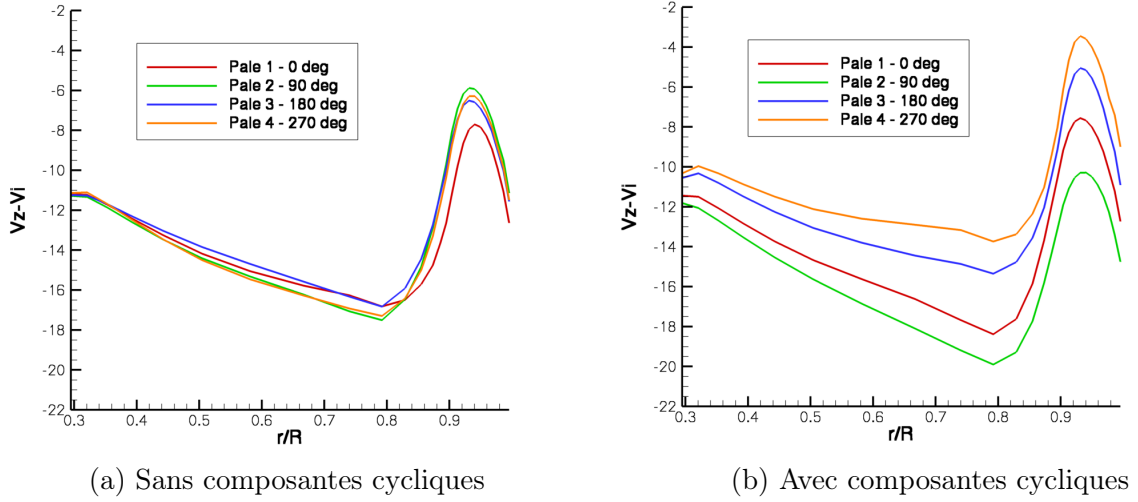 -2
-4
-6
-8
-10
-12
-14
-16
-18
-20
-22
Vz-Vi
Pale 1 - 0 deg
Pale 2 - 90 deg
Pale 3 - 180 deg
Pale 4 - 270 deg
0.3 0.4 0.5 0.6 0.7 0.8 0.9
r/R
(a) Sans composantes cycliques
-2
-4
-6
-8
-10
-12
-14
-16
-18
-20
-22
Vz-Vi
Pale 1 - 0 deg
Pale 2 - 90 deg
Pale 3 - 180 deg
Pale 4 - 270 deg
0.3 0.4 0.5 0.6 0.7 0.8 0.9
r/R
(b) Avec composantes cycliques